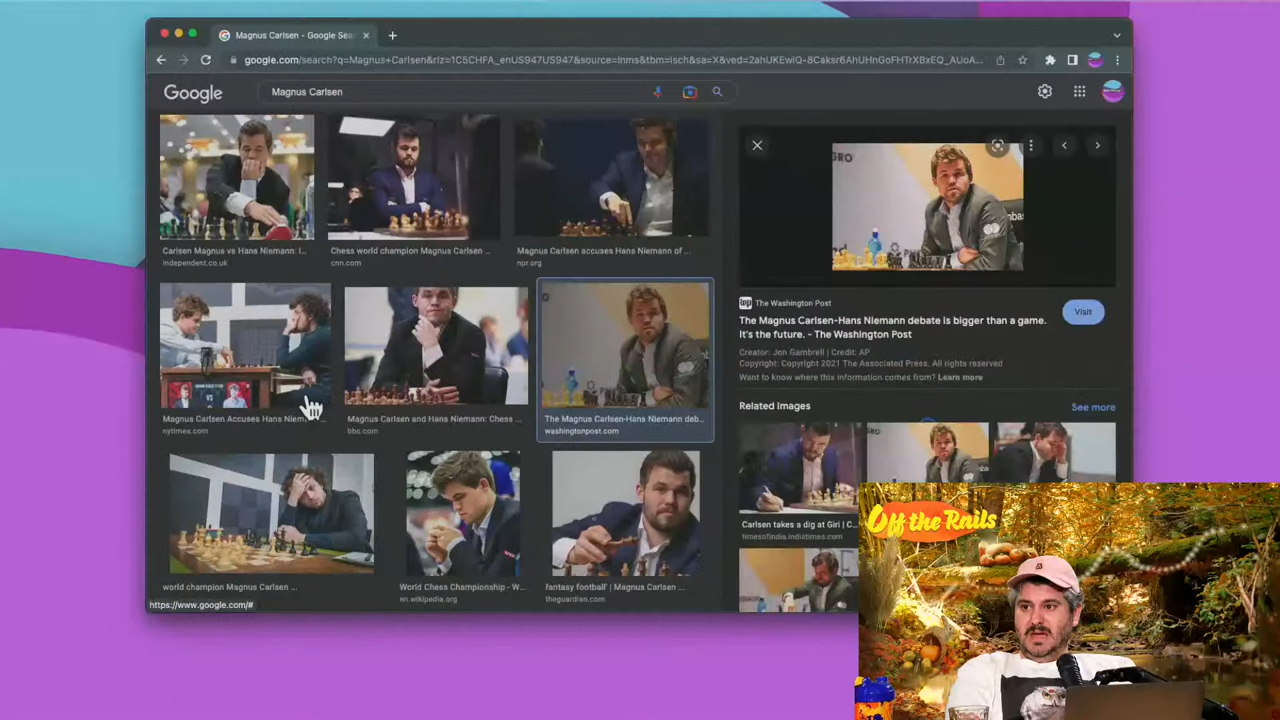 Magnus Carlsen - Google Sea
google.com/search?q=Magnus+Carlsen&rlz=1C5CHFA_enUS947US947&source=lnms&tbm=isch&sa=X&ved=2ahUKEwiQ-8Caksr6AhUHnGoFHTrXBxEQ_AUoA...
Google
Magnus Carlsen
Carlsen Magnus vs Hans Niemann: I...
independent.co.uk
Chess world champion Magnus Carlsen ...
cnn.com
Magnus Carlsen accuses Hans Niemann of ...
npr.org
Magnus Carlsen Accuses Hans Niem
nytimes.com
Magnus Carlsen and Hans Niemann: Chess ...
bbc.com
The Magnus Carlsen-Hans Niemann deb...
washingtonpost.com
world champion Magnus Carlsen ...
World Chess Championship - W...
en.wikipedia.org
fantasy football' | Magnus Carlsen ...
theguardian.com
https://www.google.com/#
GRO
mbas
wp The Washington Post
Visit
The Magnus Carlsen-Hans Niemann debate is bigger than a game.
It's the future. - The Washington Post
Creator: Jon Gambrell | Credit: AP
Copyright: Copyright 2021 The Associated Press. All rights reserved
Want to know where this information comes from? Learn more
Related Images
See more
Carlsen takes a dig at Giri | C...
timesofindia.indiatimes.com
Off the Rails